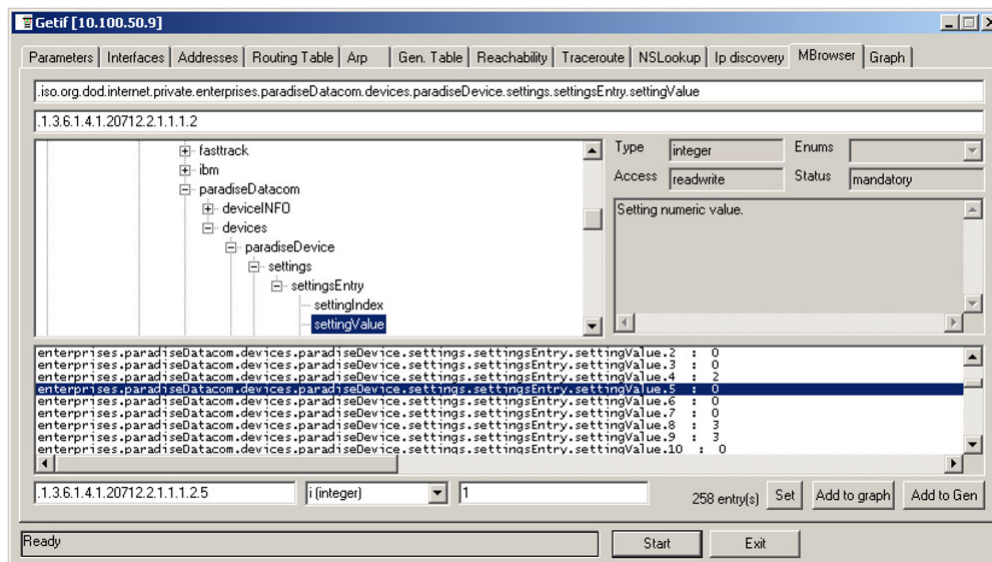 Getif [10.100.50.9]
Parameters Interfaces Addresses Routing Table Arp Gen. Table Reachability Traceroute NSLookup Ip discovery MBrowser Graph
.iso.org.dod.internet.private.enterprises.paradiseDatacom.devices.paradiseDevice.settings.settingsEntry.settingValue
.1.3.6.1.4.1.20712.2.1.1.1.2
fasttrack
ibm
paradiseDatacom
deviceINFO
devices
paradiseDevice
settings
settingsEntry
settingIndex
settingValue
Type integer Enums
Access readwrite Status mandatory
Setting numeric value.
enterprises.paradiseDatacom.devices.paradiseDevice.settings.settingsEntry.settingValue.2 : 0
enterprises.paradiseDatacom.devices.paradiseDevice.settings.settingsEntry.settingValue.3 : 0
enterprises.paradiseDatacom.devices.paradiseDevice.settings.settingsEntry.settingValue.4 : 2
enterprises.paradiseDatacom.devices.paradiseDevice.settings.settingsEntry.settingValue.5 : 0
enterprises.paradiseDatacom.devices.paradiseDevice.settings.settingsEntry.settingValue.6 : 0
enterprises.paradiseDatacom.devices.paradiseDevice.settings.settingsEntry.settingValue.7 : 0
enterprises.paradiseDatacom.devices.paradiseDevice.settings.settingsEntry.settingValue.8 : 3
enterprises.paradiseDatacom.devices.paradiseDevice.settings.settingsEntry.settingValue.9 : 3
enterprises.paradiseDatacom.devices.paradiseDevice.settings.settingsEntry.settingValue.10 : 0
.1.3.6.1.4.1.20712.2.1.1.1.2.5 i (integer) 1 258 entry(s) Set Add to graph Add to Gen
Ready Start Exit